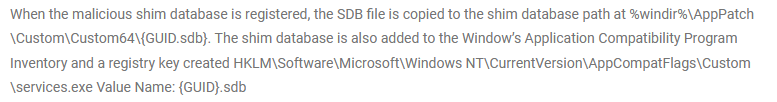 When the malicious shim database is registered, the SDB file is copied to the shim database path at %windir%\AppPatch
\Custom\Custom64\{GUID.sdb}. The shim database is also added to the Window’s Application Compatibility Program
Inventory and a registry key created HKLM\Software\Microsoft\Windows NT\CurrentVersion\AppCompatFlags\Custom
\services.exe Value Name: {GUID}.sdb